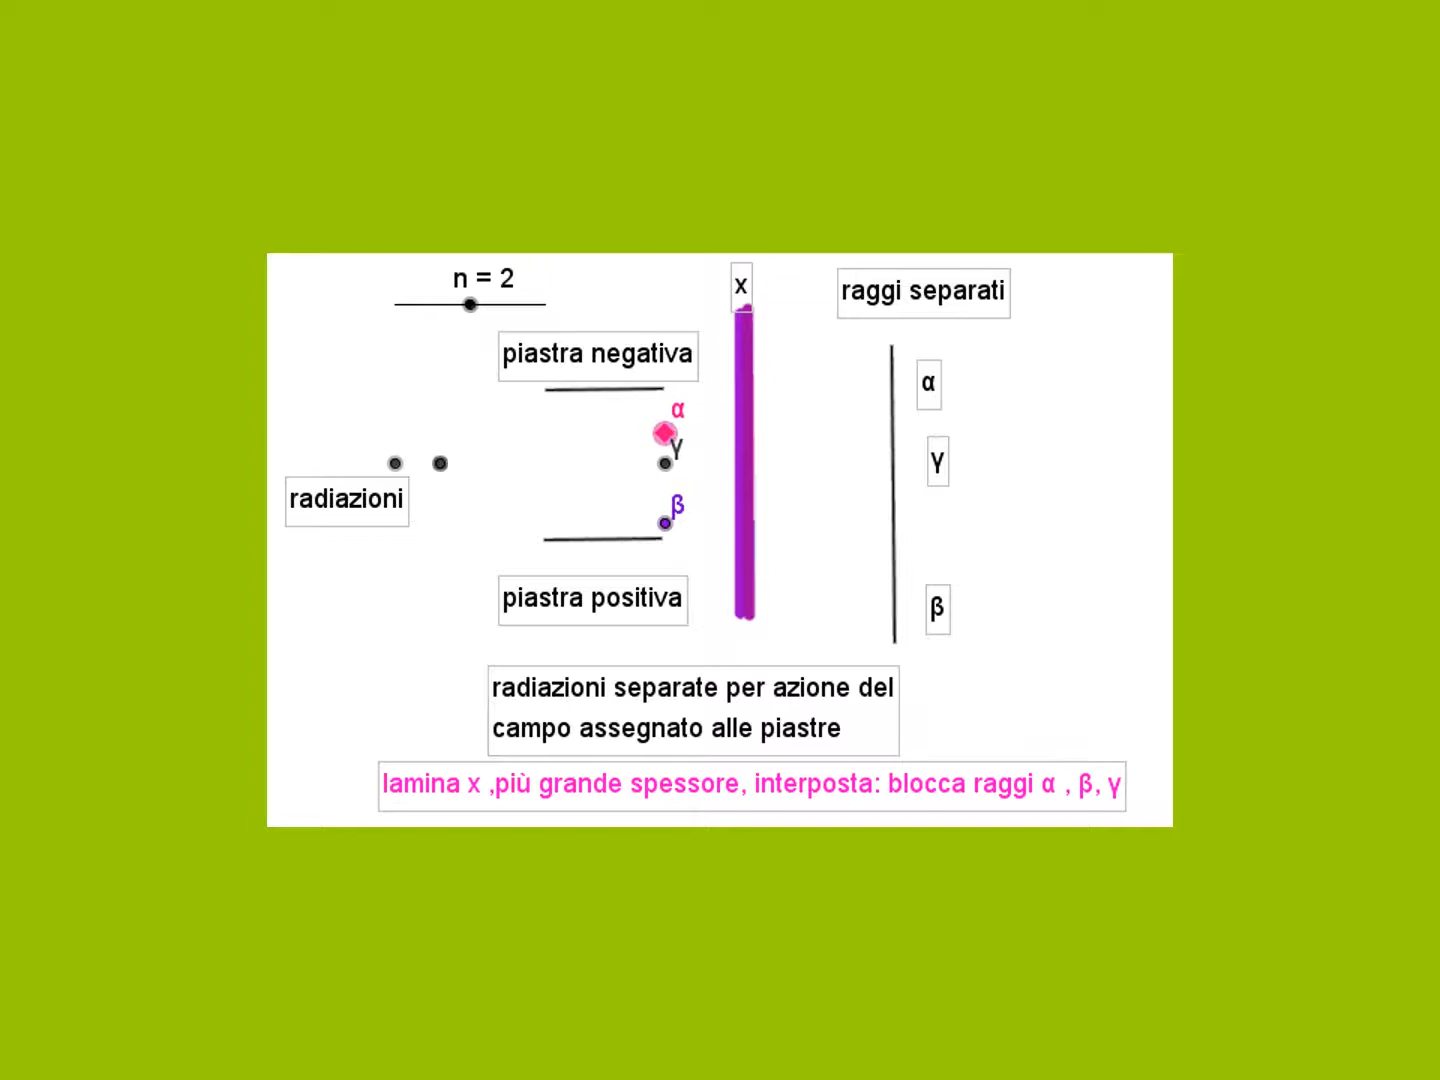 n = 2
x
raggi separati
piastra negativa
α
γ
β
radiazioni
piastra positiva
α
γ
β
radiazioni separate per azione del
campo assegnato alle piastre
lamina x ,più grande spessore, interposta: blocca raggi α , β, γ